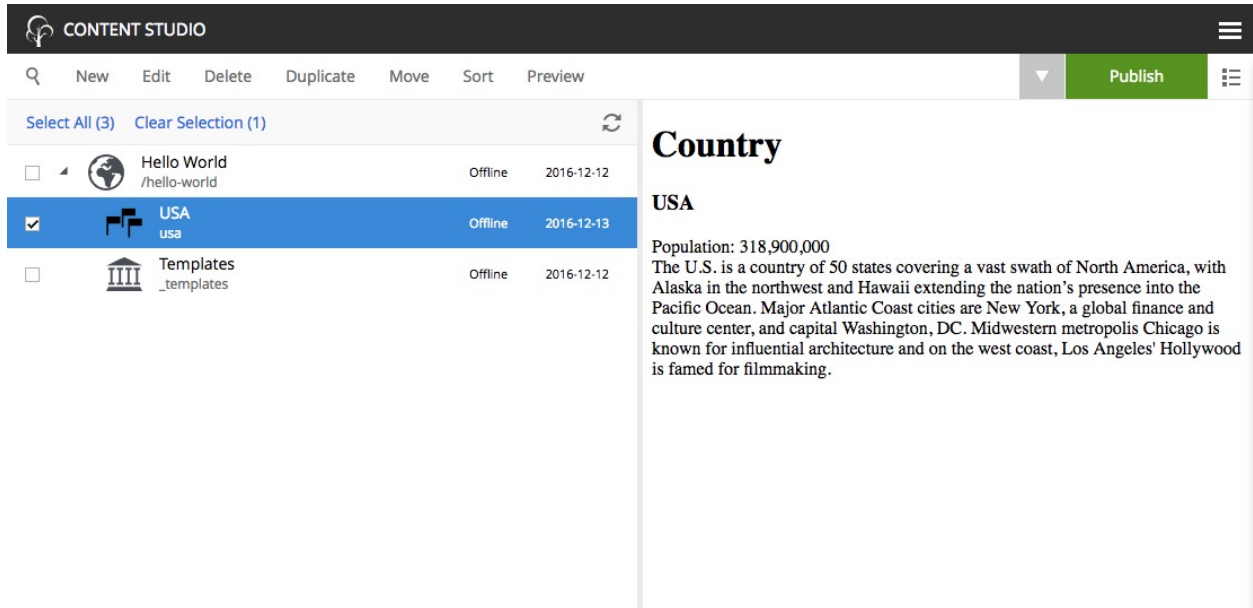 CONTENT STUDIO
New Edit Delete Duplicate Move Sort Preview Publish
Select All (3) Clear Selection (1)
Hello World
/hello-world
Offline 2016-12-12
USA
usa
Offline 2016-12-13
Templates
_templates
Offline 2016-12-12
Country
USA
Population: 318,900,000
The U.S. is a country of 50 states covering a vast swath of North America, with
Alaska in the northwest and Hawaii extending the nation’s presence into the
Pacific Ocean. Major Atlantic Coast cities are New York, a global finance and
culture center, and capital Washington, DC. Midwestern metropolis Chicago is
known for influential architecture and on the west coast, Los Angeles' Hollywood
is famed for filmmaking.